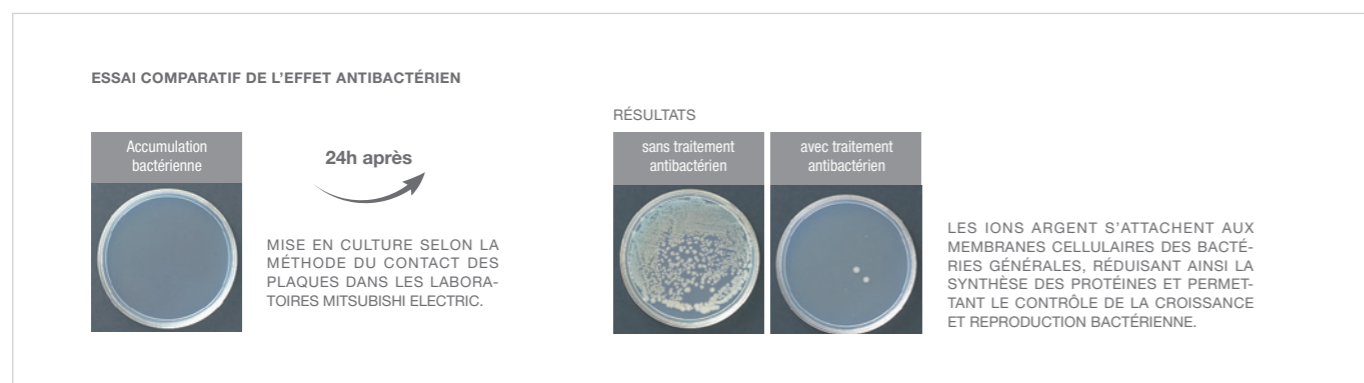 ESSAI COMPARATIF DE L'EFFET ANTIBACTÉRIEN
Accumulation
bactérienne
24h après
MISE EN CULTURE SELON LA
MÉTHODE DU CONTACT DES
PLAQUES DANS LES LABORA-
TOIRES MITSUBISHI ELECTRIC.
RÉSULTATS
sans traitement
antibactérien
avec traitement
antibactérien
LES IONS ARGENT S'ATTACHENT AUX
MEMBRANES CELLULAIRES DES BACTÉ-
RIES GÉNÉRALES, RÉDUISANT AINSI LA
SYNTHÈSE DES PROTÉINES ET PERMET-
TANT LE CONTRÔLE DE LA CROISSANCE
ET REPRODUCTION BACTÉRIENNE.